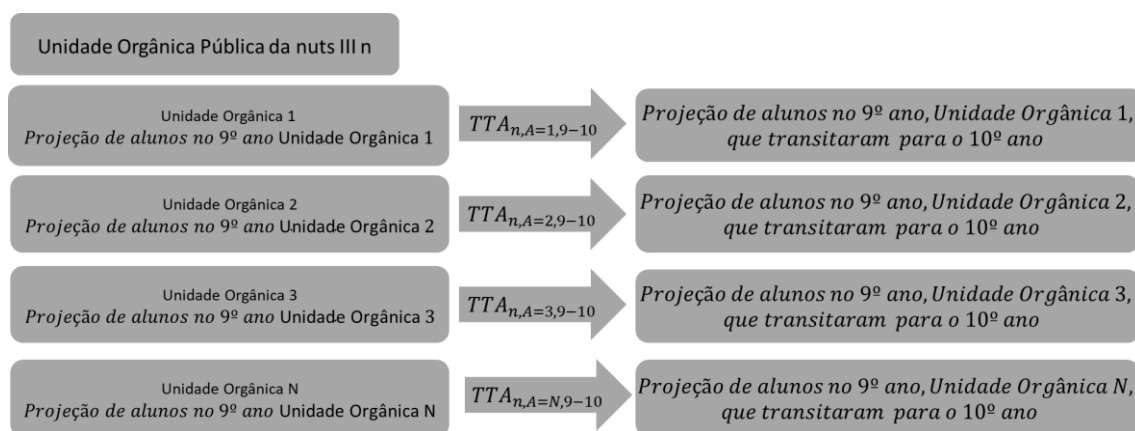 Unidade Orgânica Pública da nuts III n
Unidade Orgânica 1
Projeção de alunos no 9º ano Unidade Orgânica 1
TTA_{n,A=1,9−10}
Projeção de alunos no 9º ano, Unidade Orgânica 1,
que transitaram para o 10º ano
Unidade Orgânica 2
Projeção de alunos no 9º ano Unidade Orgânica 2
TTA_{n,A=2,9−10}
Projeção de alunos no 9º ano, Unidade Orgânica 2,
que transitaram para o 10º ano
Unidade Orgânica 3
Projeção de alunos no 9º ano Unidade Orgânica 3
TTA_{n,A=3,9−10}
Projeção de alunos no 9º ano, Unidade Orgânica 3,
que transitaram para o 10º ano
Unidade Orgânica N
Projeção de alunos no 9º ano Unidade Orgânica N
TTA_{n,A=N,9−10}
Projeção de alunos no 9º ano, Unidade Orgânica N,
que transitaram para o 10º ano